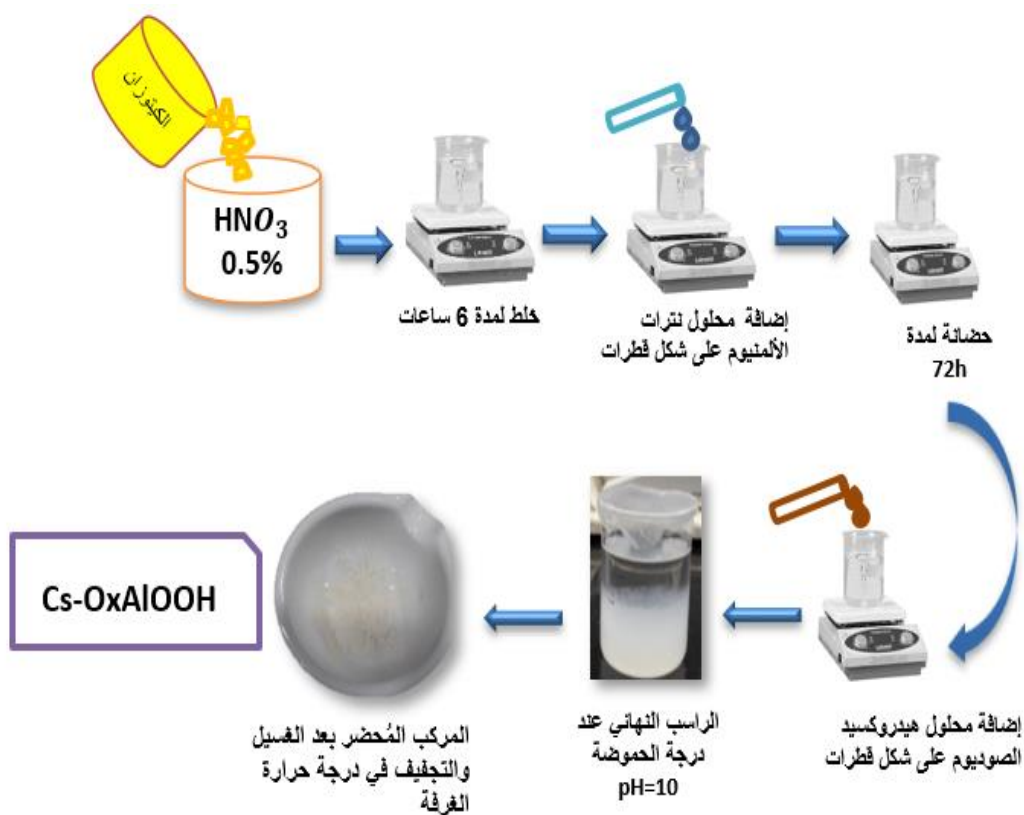 الكيتوزان
HNO₃
0.5%
خلط لمدة 6 ساعات
إضافة محلول نترات
الألمنيوم على شكل قطرات
حضانة لمدة
72h
إضافة محلول هيدروكسيد
الصوديوم على شكل قطرات
الراسب النهائي عند
درجة الحموضة
pH=10
المركب المُحضر بعد الغسيل
والتجفيف في درجة حرارة
الغرفة
Cs-OxAlOOH